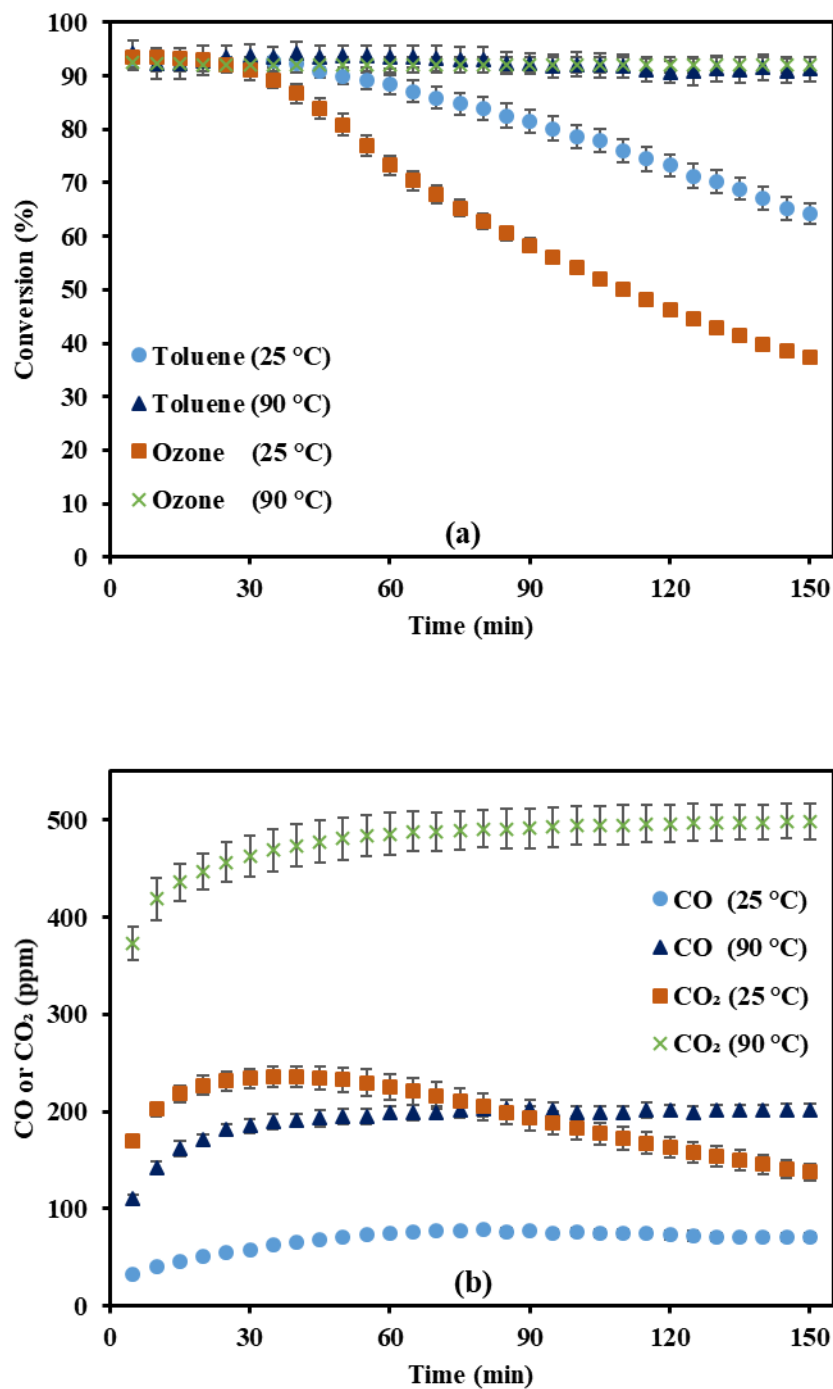 100
90
80
70
60
50
40
30
20
10
0
Conversion (%)
Toluene (25 °C)
Toluene (90 °C)
Ozone (25 °C)
Ozone (90 °C)
(a)
0 30 60 90 120 150
Time (min)
500
400
300
200
100
0
CO or CO₂ (ppm)
CO (25 °C)
CO (90 °C)
CO₂ (25 °C)
CO₂ (90 °C)
(b)
0 30 60 90 120 150
Time (min)